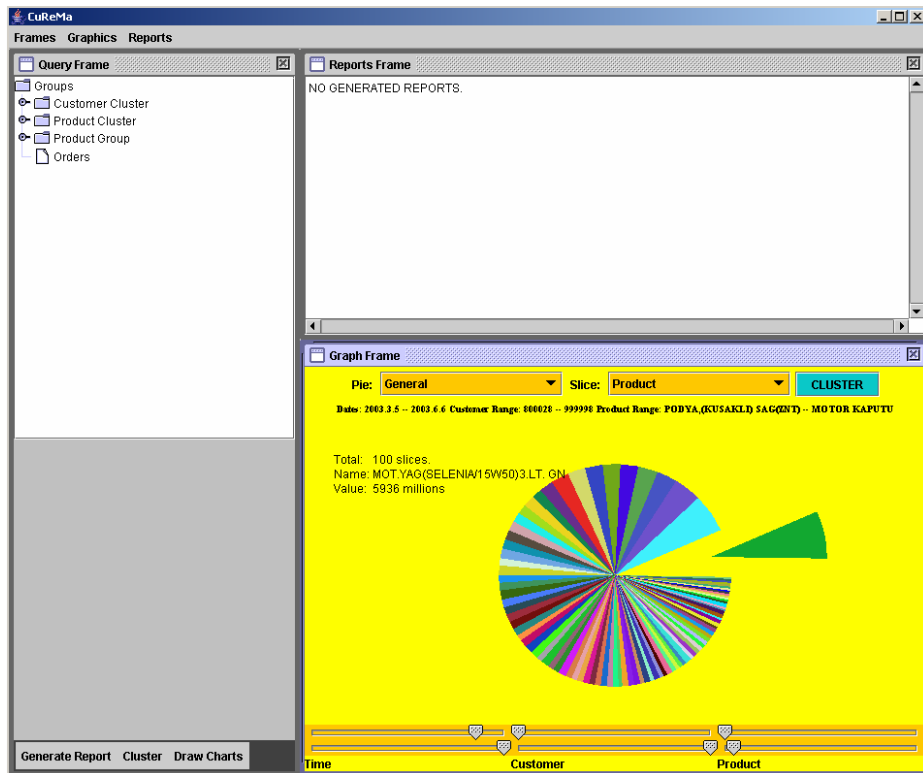 CuReMa
Frames Graphics Reports
Query Frame
Groups
Customer Cluster
Product Cluster
Product Group
Orders
Generate Report Cluster Draw Charts
Reports Frame
NO GENERATED REPORTS.
Graph Frame
Pie: General Slice: Product CLUSTER
Dates: 2003.3.5 -- 2003.6.6 Customer Range: 800028 -- 999998 Product Range: PODYA,(KUSAKLI) SAG(ZNT) -- MOTOR KAPUTU
Total: 100 slices.
Name: MOT.YAG(SELENIA/15W50)3.LT. GN
Value: 5936 millions
Time Customer Product